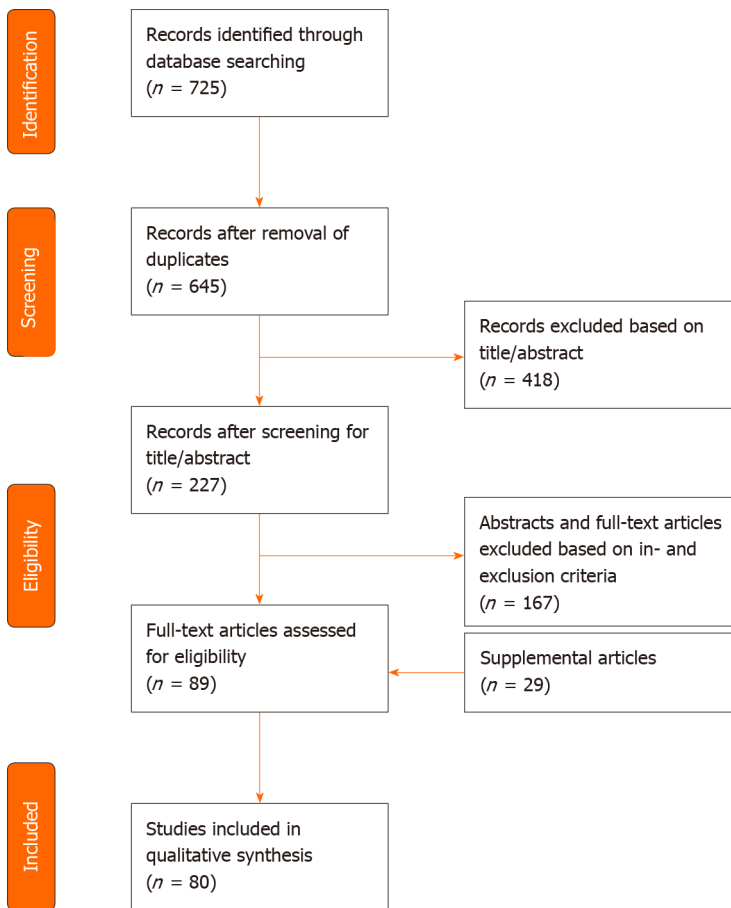 Identification
Records identified through
database searching
(n = 725)
Screening
Records after removal of
duplicates
(n = 645)
Records excluded based on
title/abstract
(n = 418)
Records after screening for
title/abstract
(n = 227)
Eligibility
Abstracts and full-text articles
excluded based on in- and
exclusion criteria
(n = 167)
Full-text articles assessed
for eligibility
(n = 89)
Supplemental articles
(n = 29)
Included
Studies included in
qualitative synthesis
(n = 80)